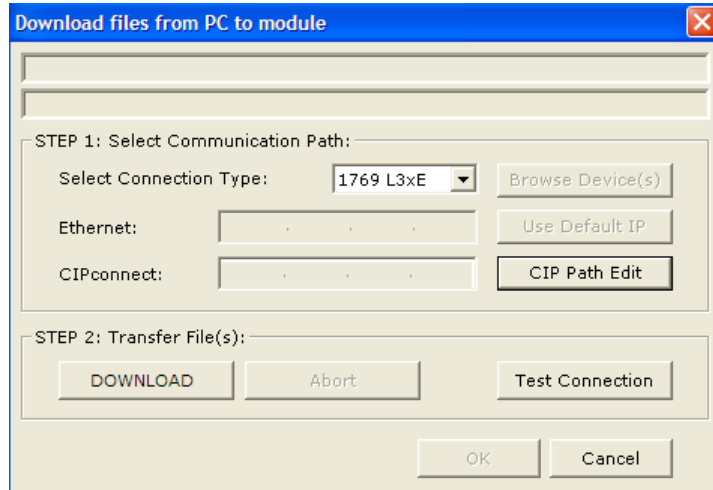 Download files from PC to module
STEP 1: Select Communication Path:
Select Connection Type: 1769 L3xE Browse Device(s)
Ethernet: . . . Use Default IP
CIPconnect: . . . CIP Path Edit
STEP 2: Transfer File(s):
DOWNLOAD Abort Test Connection
OK Cancel